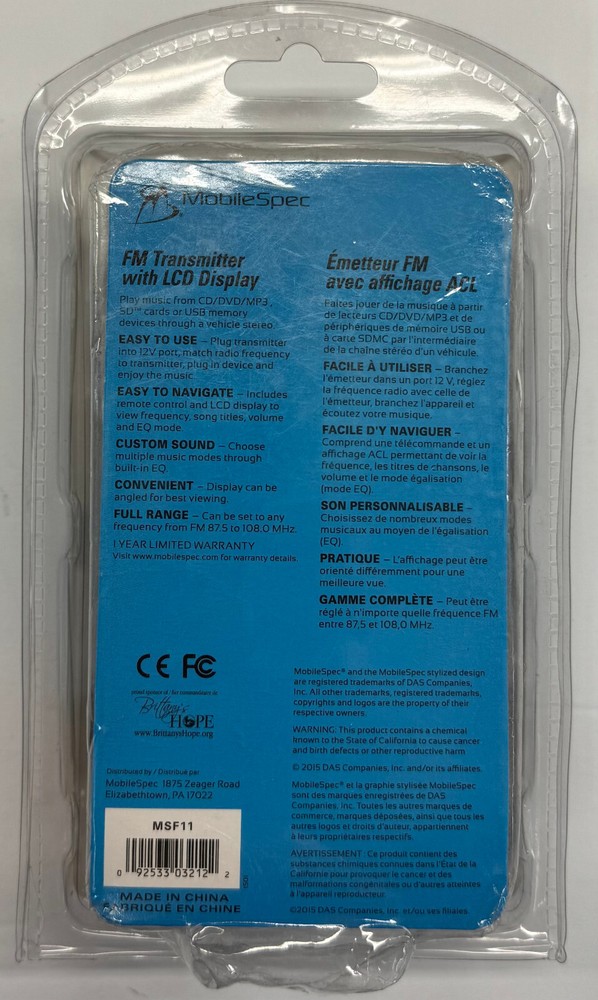 MobileSpec
FM Transmitter
with LCD Display
Play music from CD/DVD/MP3,
SD™ cards or USB memory
devices through a vehicle stereo.
EASY TO USE – Plug transmitter
into 12V port, match radio frequency
to transmitter, plug in device and
enjoy the music.
EASY TO NAVIGATE – Includes
remote control and LCD display to
view frequency, song titles, volume
and EQ mode.
CUSTOM SOUND – Choose
multiple music modes through
built-in EQ.
CONVENIENT – Display can be
angled for best viewing.
FULL RANGE – Can be set to any
frequency from FM 87.5 to 108.0 MHz.
1 YEAR LIMITED WARRANTY
Visit www.mobilespec.com for warranty details.
Émetteur FM
avec affichage ACL
Faites jouer de la musique à partir
de lecteurs CD/DVD/MP3 et de
périphériques de mémoire USB ou
à carte SDMC par l'intermédiaire
de la chaîne stéréo d'un véhicule.
FACILE À UTILISER – Branchez
l'émetteur dans un port 12 V, réglez
la fréquence radio avec celle de
l'émetteur, branchez l'appareil et
écoutez votre musique.
FACILE D'Y NAVIGUER –
Comprend une télécommande et un
affichage ACL permettant de voir la
fréquence, les titres de chansons, le
volume et le mode égalisation
(mode EQ).
SON PERSONNALISABLE –
Choisissez de nombreux modes
musicaux au moyen de l'égalisation
(EQ).
PRATIQUE – L'affichage peut être
orienté différemment pour une
meilleure vue.
GAMME COMPLÈTE – Peut être
réglé à n'importe quelle fréquence FM
entre 87,5 et 108,0 MHz.
CE FC
Brittany's
HOPE
www.BrittanysHope.org
Distributed by / Distribué par
MobileSpec 1875 Zeager Road
Elizabethtown, PA 17022
MSF11
0 92533 03212 2
MADE IN CHINA
FABRIQUÉ EN CHINE
MobileSpec® and the MobileSpec stylized design
are registered trademarks of DAS Companies,
Inc. All other trademarks, registered trademarks,
copyrights and logos are the property of their
respective owners.
WARNING: This product contains a chemical
known to the State of California to cause cancer
and birth defects or other reproductive harm
© 2015 DAS Companies, Inc. and/or its affiliates.
MobileSpec® et la graphie stylisée MobileSpec
sont des marques enregistrées de DAS
Companies, Inc. Toutes les autres marques de
commerce, marques déposées, ainsi que tous les
autres logos et droits d'auteur, appartiennent
à leurs propriétaires respectifs.
AVERTISSEMENT : Ce produit contient des
substances chimiques connues dans l'État de la
Californie pour provoquer le cancer et des
malformations congénitales ou d'autres atteintes
à l'appareil reproducteur.
©2015 DAS Companies, Inc. et/ou ses filiales.